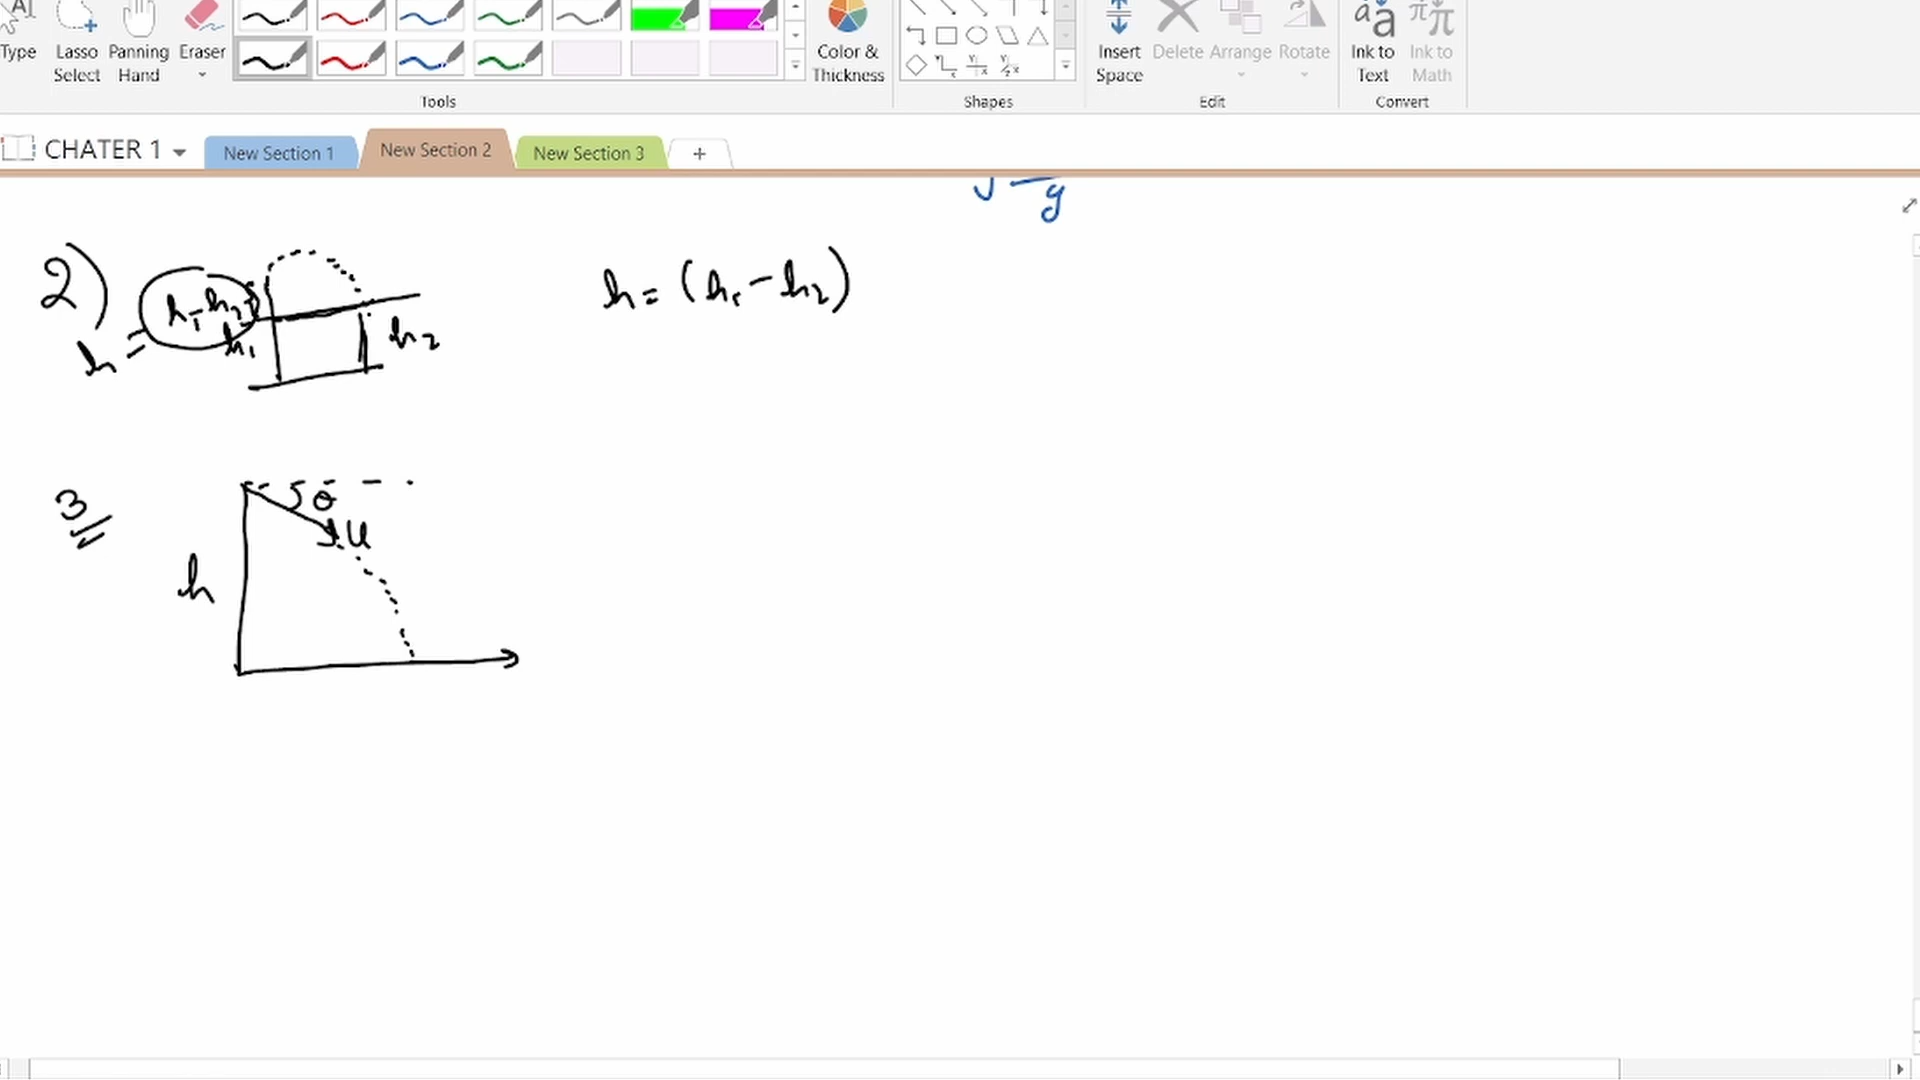 Type
Lasso Select
Panning Hand
Eraser
Color & Thickness
Insert Space
Delete
Arrange
Rotate
Ink to Text
Ink to Math
Tools
Shapes
Edit
Convert
CHATER 1
New Section 1
New Section 2
New Section 3
+
y
2)
h = h₁-h₂
h₁
h₂
h = (h₁ - h₂)
3
θ
u
h